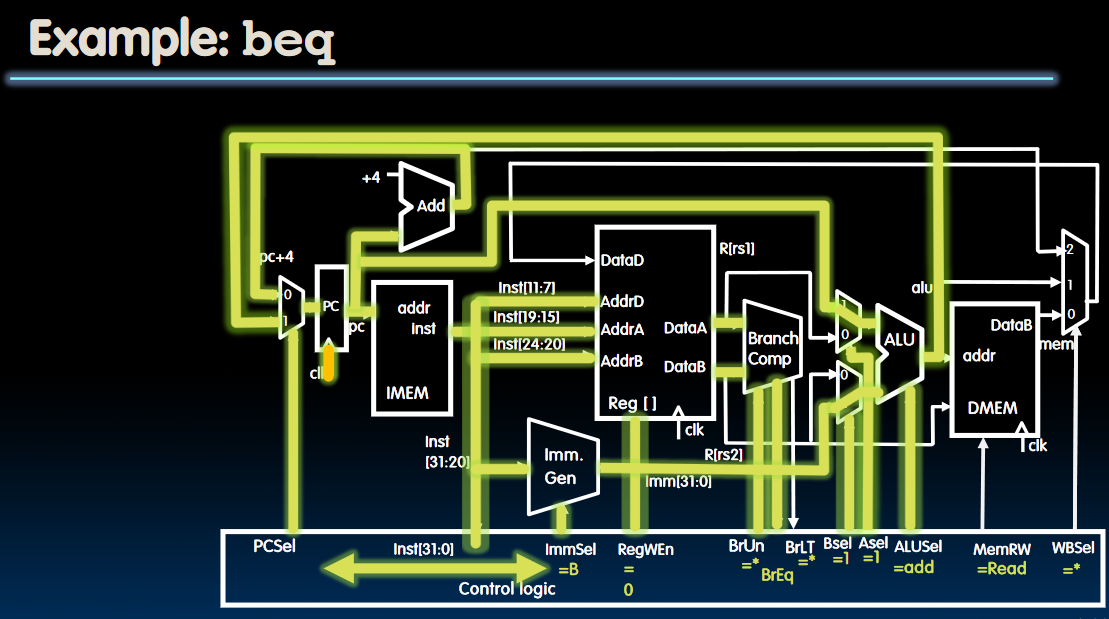 Example: beq
+4
Add
pc+4
0
1
PC
pc
clk
addr
Inst
IMEM
Inst[11:7]
Inst[19:15]
Inst[24:20]
DataD
AddrD
AddrA
DataA
AddrB
DataB
Reg [ ]
clk
R[rs1]
R[rs2]
Branch
Comp
1
0
0
ALU
alu
2
1
0
mem
addr
DataB
DMEM
clk
Inst
[31:20]
Imm.
Gen
Imm[31:0]
PCSel
Inst[31:0]
Control logic
ImmSel
=B
RegWEn
=
0
BrUn
=*
BrEq
BrLT
=*
Bsel
=1
Asel
=1
ALUSel
=add
MemRW
=Read
WBSel
=*